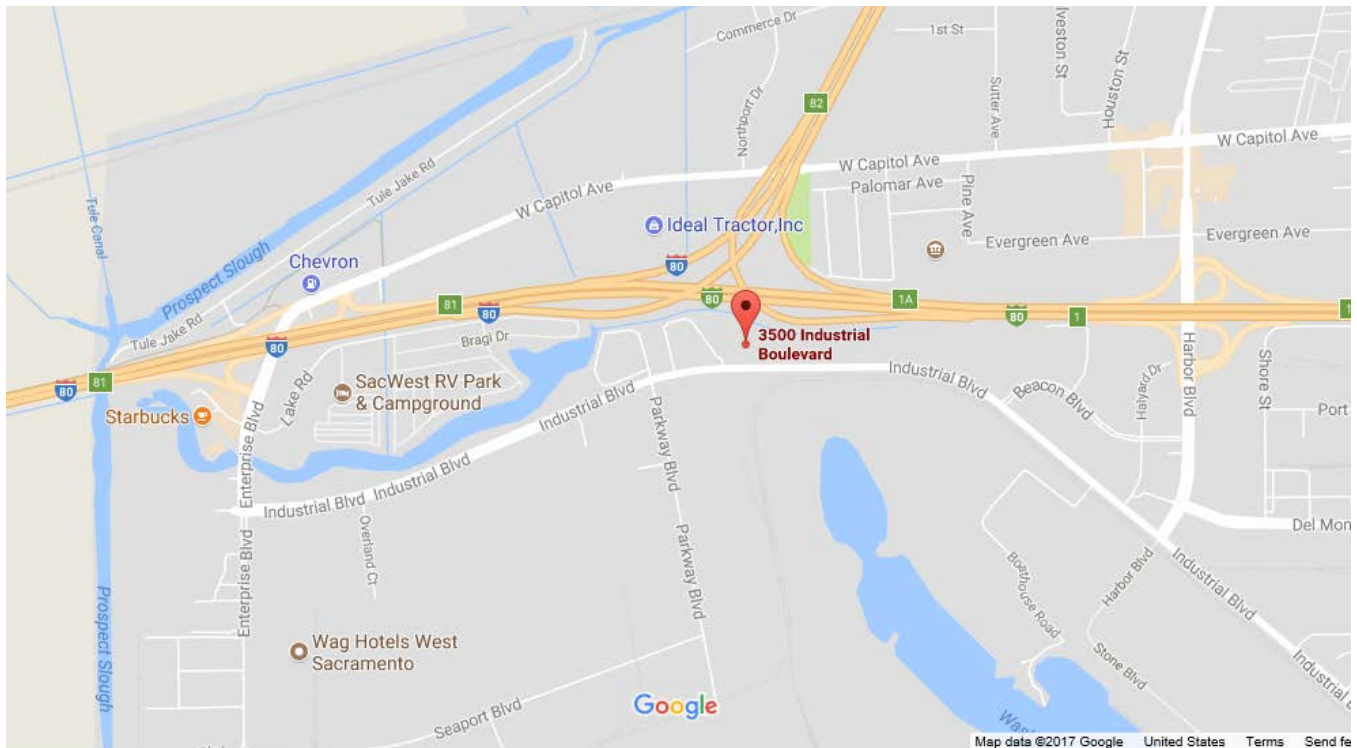 Commerce Dr
1st St
lveston St
Houston St
82
Sutter Ave
Northport Dr
W Capitol Ave
W Capitol Ave
Tule Jake Rd
Palomar Ave
Pine Ave
W Capitol Ave
Tule Canal
Ideal Tractor,Inc
Evergreen Ave
Evergreen Ave
Prospect Slough
Chevron
80
81
80
80
1A
80
1
1
Tule Jake Rd
80
Bragi Dr
3500 Industrial
Boulevard
Harbor Blvd
Shore St
81
80
Lake Rd
SacWest RV Park
& Campground
Industrial Blvd
Beacon Blvd
Halyard Dr
Port
Starbucks
Enterprise Blvd
Industrial Blvd
Parkway Blvd
Industrial Blvd
Industrial Blvd
Overland Ct
Del Mon
Enterprise Blvd
Parkway Blvd
Harbor Blvd
Industrial Blvd
Prospect Slough
Boathouse Road
Wag Hotels West
Sacramento
Stone Blvd
Industrial B
Seaport Blvd
Google
Map data ©2017 Google
United States
Terms
Send fe